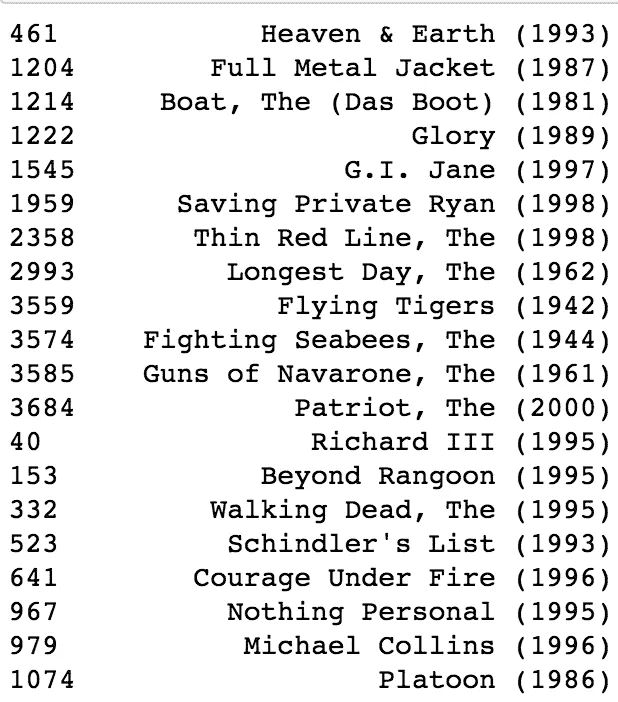 461 Heaven & Earth (1993)
1204 Full Metal Jacket (1987)
1214 Boat, The (Das Boot) (1981)
1222 Glory (1989)
1545 G.I. Jane (1997)
1959 Saving Private Ryan (1998)
2358 Thin Red Line, The (1998)
2993 Longest Day, The (1962)
3559 Flying Tigers (1942)
3574 Fighting Seabees, The (1944)
3585 Guns of Navarone, The (1961)
3684 Patriot, The (2000)
40 Richard III (1995)
153 Beyond Rangoon (1995)
332 Walking Dead, The (1995)
523 Schindler's List (1993)
641 Courage Under Fire (1996)
967 Nothing Personal (1995)
979 Michael Collins (1996)
1074 Platoon (1986)